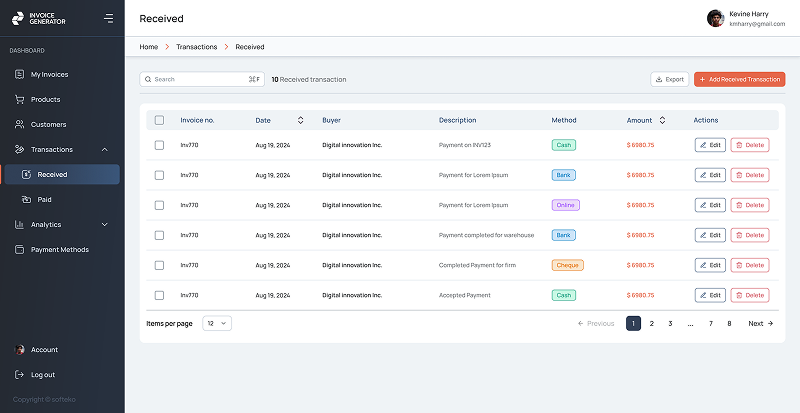 INVOICE
GENERATOR
DASHBOARD
My Invoices
Products
Customers
Transactions
Received
Paid
Analytics
Payment Methods
Account
Log out
Copyright © softeko
Received
Kevine Harry
kmharry@gmail.com
Home > Transactions > Received
Search ⌘F 10 Received transaction Export + Add Received Transaction
Invoice no. Date Buyer Description Method Amount Actions
Inv770 Aug 19, 2024 Digital innovation Inc. Payment on INV123 Cash $ 6980.75 Edit Delete
Inv770 Aug 19, 2024 Digital innovation Inc. Payment for Lorem Ipsum Bank $ 6980.75 Edit Delete
Inv770 Aug 19, 2024 Digital innovation Inc. Payment for Lorem Ipsum Online $ 6980.75 Edit Delete
Inv770 Aug 19, 2024 Digital innovation Inc. Payment completed for warehouse Bank $ 6980.75 Edit Delete
Inv770 Aug 19, 2024 Digital innovation Inc. Completed Payment for firm Cheque $ 6980.75 Edit Delete
Inv770 Aug 19, 2024 Digital innovation Inc. Accepted Payment Cash $ 6980.75 Edit Delete
Items per page 12 ← Previous 1 2 3 ... 7 8 Next →